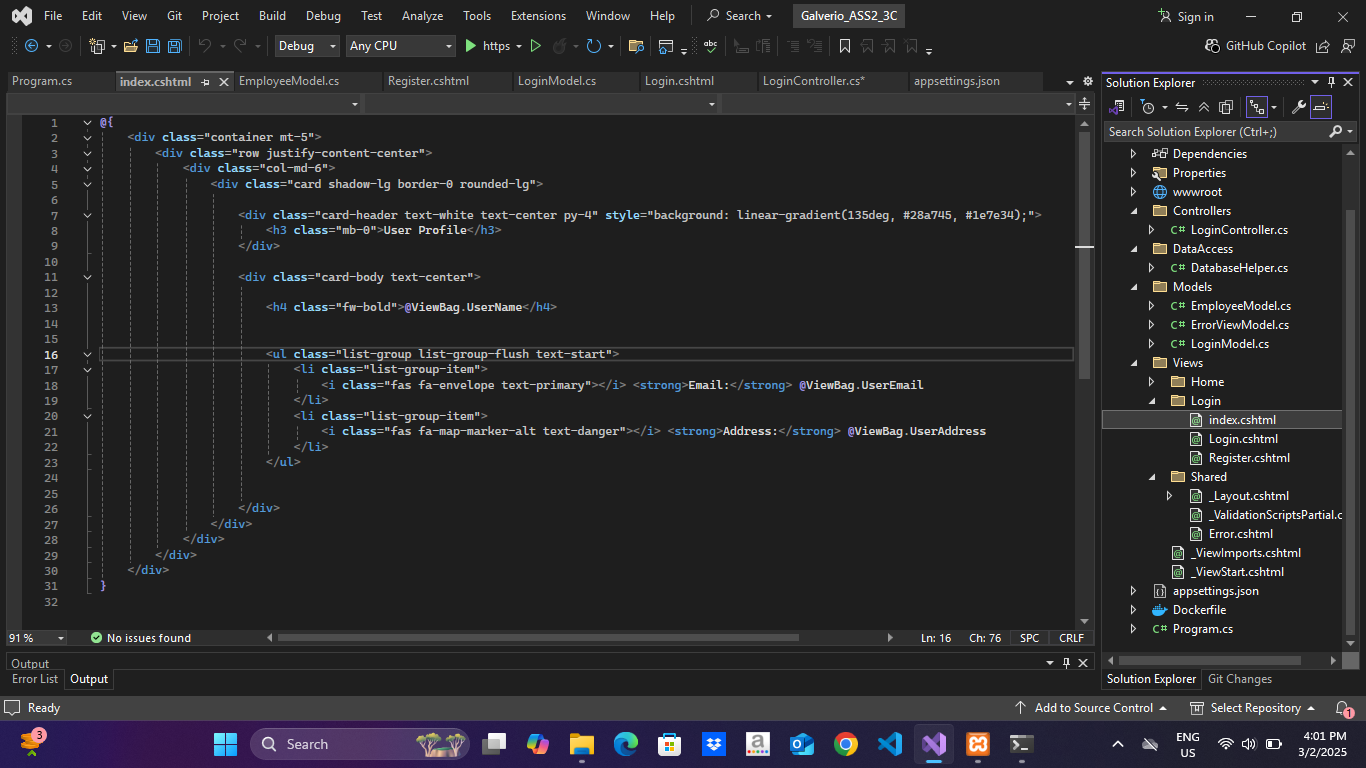 File Edit View Git Project Build Debug Test Analyze Tools Extensions Window Help Search Galverio_ASS2_3C Sign in
Debug Any CPU https GitHub Copilot
Program.cs index.cshtml EmployeeModel.cs Register.cshtml LoginModel.cs Login.cshtml LoginController.cs* appsettings.json
1 @{
2 <div class="container mt-5">
3 <div class="row justify-content-center">
4 <div class="col-md-6">
5 <div class="card shadow-lg border-0 rounded-lg">
6
7 <div class="card-header text-white text-center py-4" style="background: linear-gradient(135deg, #28a745, #1e7e34);">
8 <h3 class="mb-0">User Profile</h3>
9 </div>
10
11 <div class="card-body text-center">
12
13 <h4 class="fw-bold">@ViewBag.UserName</h4>
14
15
16 <ul class="list-group list-group-flush text-start">
17 <li class="list-group-item">
18 <i class="fas fa-envelope text-primary"></i> <strong>Email:</strong> @ViewBag.UserEmail
19 </li>
20 <li class="list-group-item">
21 <i class="fas fa-map-marker-alt text-danger"></i> <strong>Address:</strong> @ViewBag.UserAddress
22 </li>
23 </ul>
24
25
26 </div>
27 </div>
28 </div>
29 </div>
30 </div>
31 }
32
91 % No issues found Ln: 16 Ch: 76 SPC CRLF
Output
Error List Output
Solution Explorer
Search Solution Explorer (Ctrl+;)
Dependencies
Properties
wwwroot
Controllers
C# LoginController.cs
DataAccess
C# DatabaseHelper.cs
Models
C# EmployeeModel.cs
C# ErrorViewModel.cs
C# LoginModel.cs
Views
Home
Login
index.cshtml
Login.cshtml
Register.cshtml
Shared
_Layout.cshtml
_ValidationScriptsPartial.c
Error.cshtml
_ViewImports.cshtml
_ViewStart.cshtml
appsettings.json
Dockerfile
C# Program.cs
Solution Explorer Git Changes
Ready Add to Source Control Select Repository 1
3 Search ENG US 4:01 PM 3/2/2025